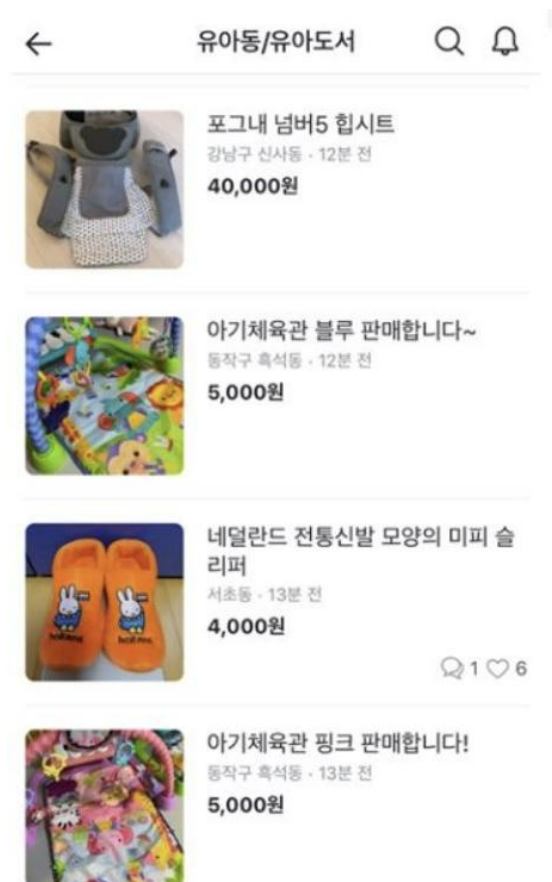 유아동/유아도서
포그내 넘버5 힙시트
강남구 신사동 · 12분 전
40,000원
아기체육관 블루 판매합니다~
동작구 흑석동 · 12분 전
5,000원
네덜란드 전통신발 모양의 미피 슬
리퍼
서초동 · 13분 전
4,000원
1 6
아기체육관 핑크 판매합니다!
동작구 흑석동 · 13분 전
5,000원